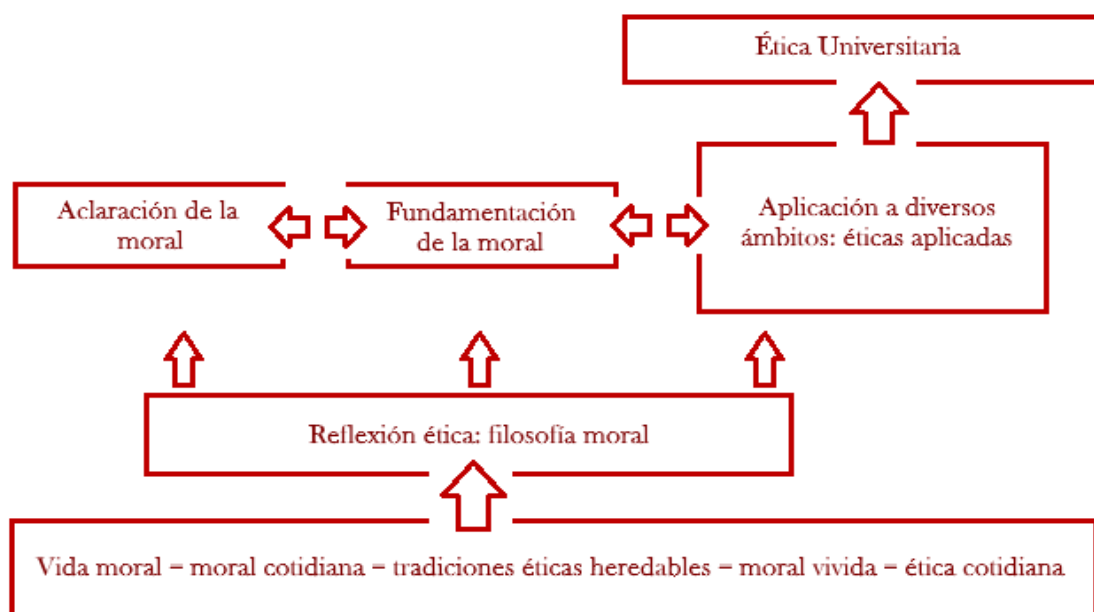 Ética Universitaria
Aclaración de la
moral
Fundamentación
de la moral
Aplicación a diversos
ámbitos: éticas aplicadas
Reflexión ética: filosofía moral
Vida moral = moral cotidiana = tradiciones éticas heredables = moral vivida = ética cotidiana